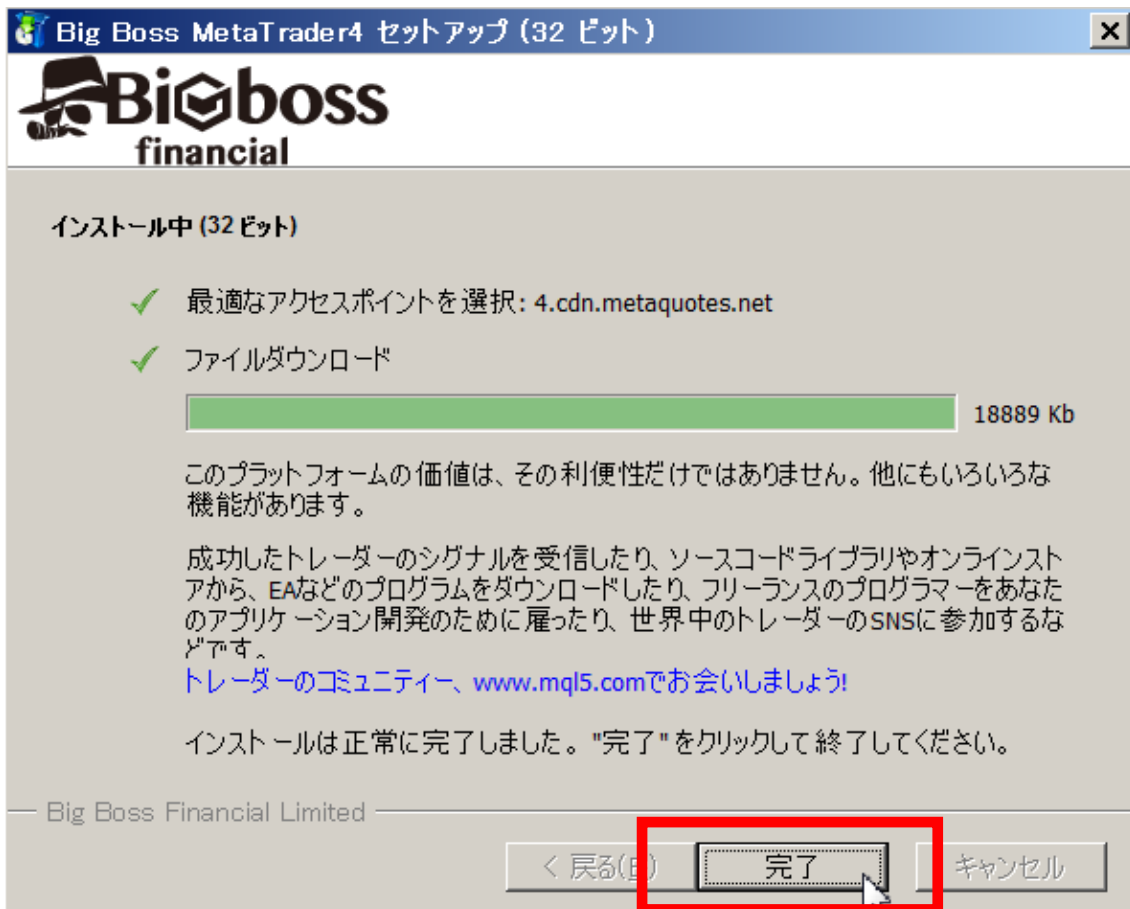 Big Boss MetaTrader4 セットアップ (32 ビット)
Bigboss
financial
インストール中 (32 ビット)
最適なアクセスポイントを選択: 4.cdn.metaquotes.net
ファイルダウンロード
18889 Kb
このプラットフォームの価値は、その利便性だけではありません。他にもいろいろな
機能があります。
成功したトレーダーのシグナルを受信したり、ソースコードライブラリやオンラインスト
アから、EAなどのプログラムをダウンロードしたり、フリーランスのプログラマーをあなた
のアプリケーション開発のために雇ったり、世界中のトレーダーのSNSに参加するな
どです。
トレーダーのコミュニティー、www.mql5.comでお会いしましょう!
インストールは正常に完了しました。"完了"をクリックして終了してください。
Big Boss Financial Limited
< 戻る(B) 完了 キャンセル